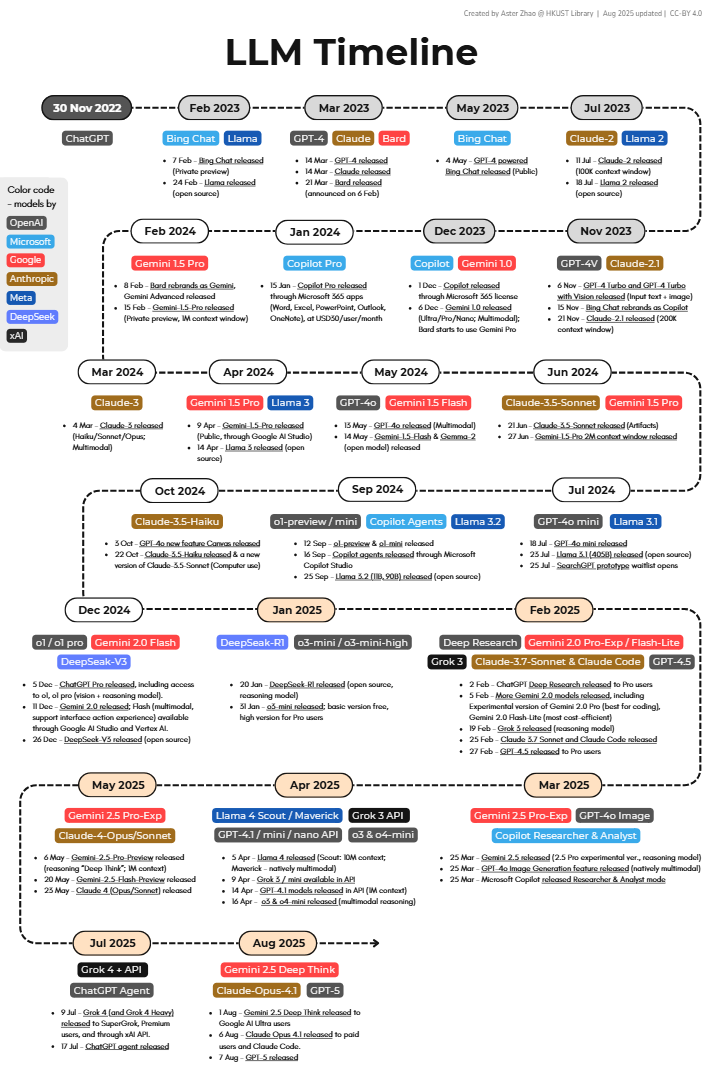 Created by Aster Zhao @ HKUST Library | Aug 2025 updated | CC-BY 4.0
LLM Timeline
30 Nov 2022
Feb 2023
Mar 2023
May 2023
Jul 2023
ChatGPT
Bing Chat
Llama
GPT-4
Claude
Bard
Bing Chat
Claude-2
Llama 2
• 7 Feb - Bing Chat released
(Private preview)
• 24 Feb - Llama released
(open source)
• 14 Mar - GPT-4 released
• 14 Mar - Claude released
• 21 Mar - Bard released
(announced on 6 Feb)
• 4 May - GPT-4 powered
Bing Chat released (Public)
• 11 Jul - Claude-2 released
(100K context window)
• 18 Jul - Llama 2 released
(open source)
Color code
- models by
OpenAI
Microsoft
Google
Anthropic
Meta
DeepSeek
xAI
Feb 2024
Jan 2024
Dec 2023
Nov 2023
Gemini 1.5 Pro
Copilot Pro
Copilot
Gemini 1.0
GPT-4V
Claude-2.1
• 8 Feb - Bard rebrands as Gemini,
Gemini Advanced released
• 15 Feb - Gemini-1.5-Pro released
(Private preview, 1M context window)
• 15 Jan - Copilot Pro released
through Microsoft 365 apps
(Word, Excel, PowerPoint, Outlook,
OneNote), at USD30/user/month
• 1 Dec - Copilot released
through Microsoft 365 license
• 6 Dec - Gemini 1.0 released
(Ultra/Pro/Nano; Multimodal);
Bard starts to use Gemini Pro
• 6 Nov - GPT-4 Turbo and GPT-4 Turbo
with Vision released (Input text + image)
• 15 Nov - Bing Chat rebrands as Copilot
• 21 Nov - Claude-2.1 released (200K
context window)
Mar 2024
Apr 2024
May 2024
Jun 2024
Claude-3
Gemini 1.5 Pro
Llama 3
GPT-4o
Gemini 1.5 Flash
Claude-3.5-Sonnet
Gemini 1.5 Pro
• 4 Mar - Claude-3 released
(Haiku/Sonnet/Opus;
Multimodal)
• 9 Apr - Gemini-1.5-Pro released
(Public, through Google AI Studio)
• 14 Apr - Llama 3 released (open
source)
• 13 May - GPT-4o released (Multimodal)
• 14 May - Gemini-1.5-Flash & Gemma-2
(open model) released
• 21 Jun - Claude-3.5-Sonnet released (Artifacts)
• 27 Jun - Gemini-1.5-Pro 2M context window released
Oct 2024
Sep 2024
Jul 2024
Claude-3.5-Haiku
o1-preview / mini
Copilot Agents
Llama 3.2
GPT-4o mini
Llama 3.1
• 3 Oct - GPT-4o new feature Canvas released
• 22 Oct - Claude-3.5-Haiku released & a new
version of Claude-3.5-Sonnet (Computer use)
• 12 Sep - o1-preview & o1-mini released
• 16 Sep - Copilot agents released through Microsoft
Copilot Studio
• 25 Sep - Llama 3.2 (11B, 90B) released (open source)
• 18 Jul - GPT-4o mini released
• 23 Jul - Llama 3.1 (405B) released (open source)
• 25 Jul - SearchGPT prototype waitlist opens
Dec 2024
Jan 2025
Feb 2025
o1 / o1 pro
Gemini 2.0 Flash
DeepSeak-V3
DeepSeak-R1
o3-mini / o3-mini-high
Deep Research
Gemini 2.0 Pro-Exp / Flash-Lite
Grok 3
Claude-3.7-Sonnet & Claude Code
GPT-4.5
• 5 Dec - ChatGPT Pro released, including access
to o1, o1 pro (vision + reasoning model).
• 11 Dec - Gemini 2.0 released; Flash (multimodal,
support interface action experience) available
through Google AI Studio and Vertex AI.
• 26 Dec - DeepSeek-V3 released (open source)
• 20 Jan - DeepSeek-R1 released (open source,
reasoning model)
• 31 Jan - o3-mini released; basic version free,
high version for Pro users
• 2 Feb - ChatGPT Deep Research released to Pro users
• 5 Feb - More Gemini 2.0 models released, including
Experimental version of Gemini 2.0 Pro (best for coding),
Gemini 2.0 Flash-Lite (most cost-efficient)
• 19 Feb - Grok 3 released (reasoning model)
• 25 Feb - Claude 3.7 Sonnet and Claude Code released
• 27 Feb - GPT-4.5 released to Pro users
May 2025
Apr 2025
Mar 2025
Gemini 2.5 Pro-Exp
Claude-4-Opus/Sonnet
Llama 4 Scout / Maverick
Grok 3 API
GPT-4.1 / mini / nano API
o3 & o4-mini
Gemini 2.5 Pro-Exp
GPT-4o Image
Copilot Researcher & Analyst
• 6 May - Gemini-2.5-Pro-Preview released
(reasoning "Deep Think"; 1M context)
• 20 May - Gemini-2.5-Flash-Preview released
• 23 May - Claude 4 (Opus/Sonnet) released
• 5 Apr - Llama 4 released (Scout: 10M context;
Maverick - natively multimodal)
• 9 Apr - Grok 3 / mini available in API
• 14 Apr - GPT-4.1 models released in API (1M context)
• 16 Apr - o3 & o4-mini released (multimodal reasoning)
• 25 Mar - Gemini 2.5 released (2.5 Pro experimental ver., reasoning model)
• 25 Mar - GPT-4o Image Generation feature released (natively multimodal)
• 25 Mar - Microsoft Copilot released Researcher & Analyst mode
Jul 2025
Aug 2025
Grok 4 + API
ChatGPT Agent
Gemini 2.5 Deep Think
Claude-Opus-4.1
GPT-5
• 9 Jul - Grok 4 (and Grok 4 Heavy)
released to SuperGrok, Premium
users, and through xAI API.
• 17 Jul - ChatGPT agent released
• 1 Aug - Gemini 2.5 Deep Think released to
Google AI Ultra users
• 6 Aug - Claude Opus 4.1 released to paid
users and Claude Code.
• 7 Aug - GPT-5 released